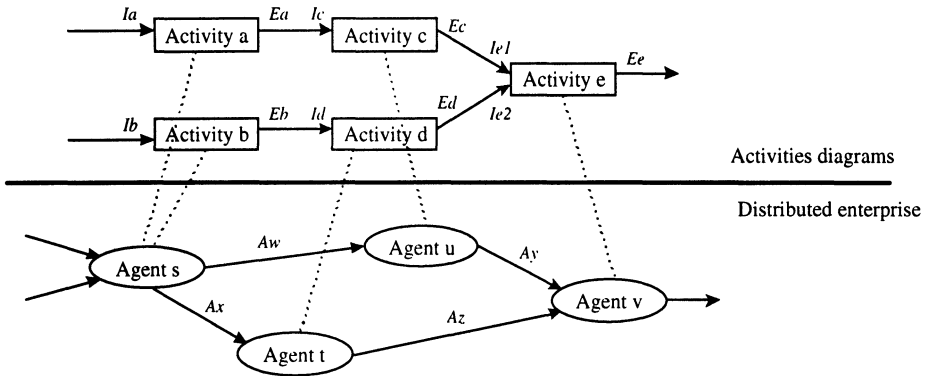 Ia
Ea
Ic
Ec
Activity a
Activity c
Ie1
Ee
Activity e
Ib
Eb
Id
Ed
Ie2
Activity b
Activity d
Activities diagrams
Distributed enterprise
Aw
Agent u
Ay
Agent s
Ax
Az
Agent v
Agent t